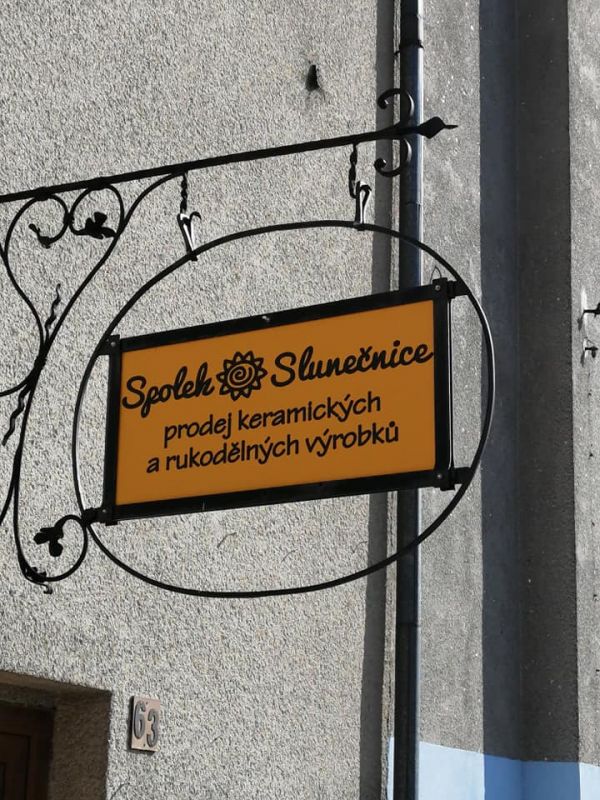 Spolek Slunečnice
prodej keramických
a rukodělných výrobků
63